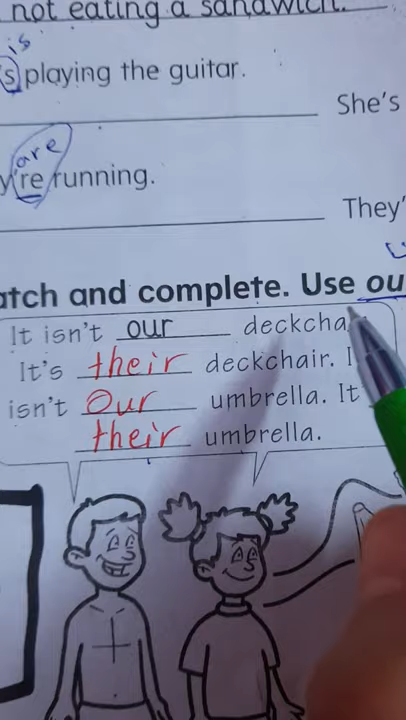 not eating a sandwich.
is
s playing the guitar.
She's
are
y're running.
They'
atch and complete. Use ou
It isn't our deckcha
It's their deckchair. I
isn't Our umbrella. It
their umbrella.